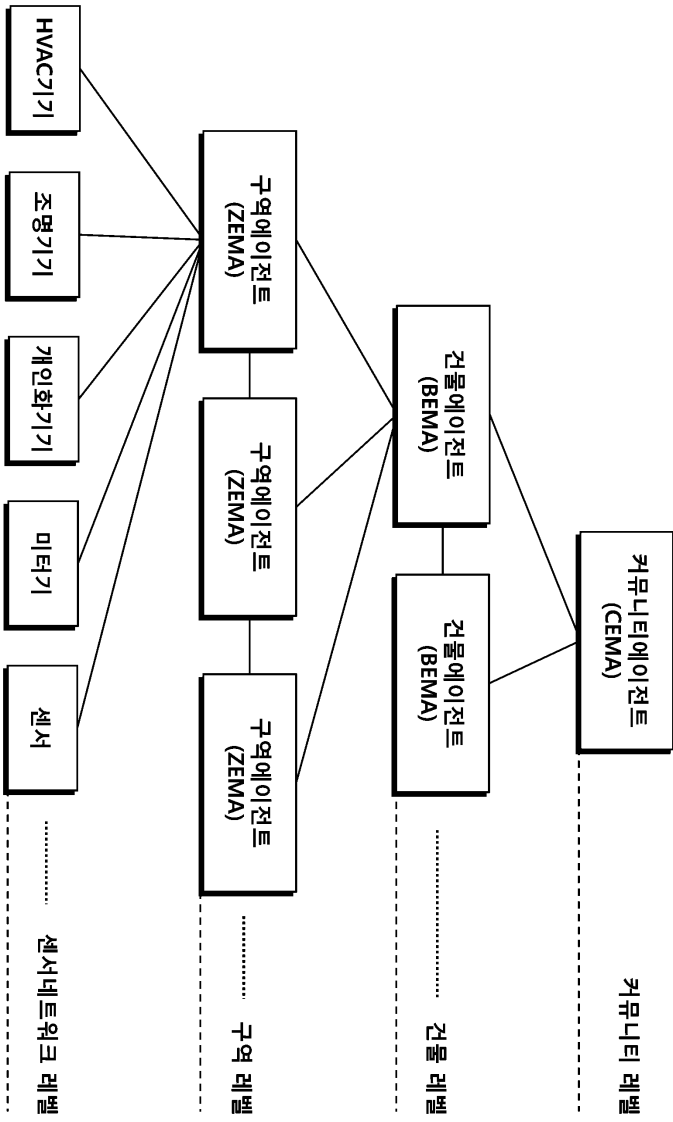 커뮤니티에이전트
(CEMA)
커뮤니티 레벨
건물에이전트
(BEMA)
건물에이전트
(BEMA)
건물 레벨
구역에이전트
(ZEMA)
구역에이전트
(ZEMA)
구역에이전트
(ZEMA)
구역 레벨
HVAC기기
조명기기
개인화기기
미터기
센서
센서네트워크 레벨